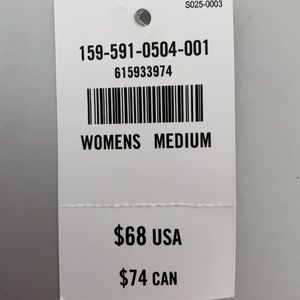 S025-0003
159-591-0504-001
615933974
WOMENS MEDIUM
$68 USA
$74 CAN